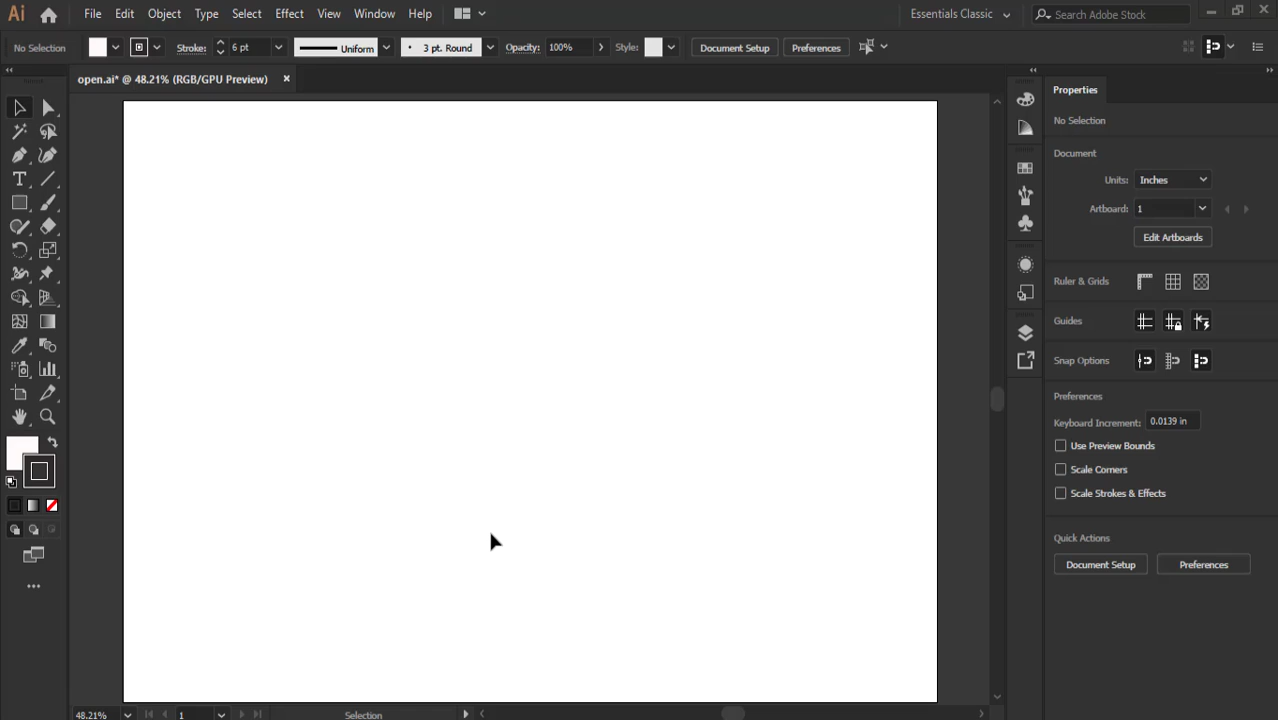 Ai File Edit Object Type Select Effect View Window Help Essentials Classic Search Adobe Stock
No Selection Stroke: 6 pt Uniform 3 pt. Round Opacity: 100% Style: Document Setup Preferences
open.ai* @ 48.21% (RGB/GPU Preview)
Properties
No Selection
Document
Units: Inches
Artboard: 1
Edit Artboards
Ruler & Grids
Guides
Snap Options
Preferences
Keyboard Increment: 0.0139 in
Use Preview Bounds
Scale Corners
Scale Strokes & Effects
Quick Actions
Document Setup Preferences
48.21% 1 Selection